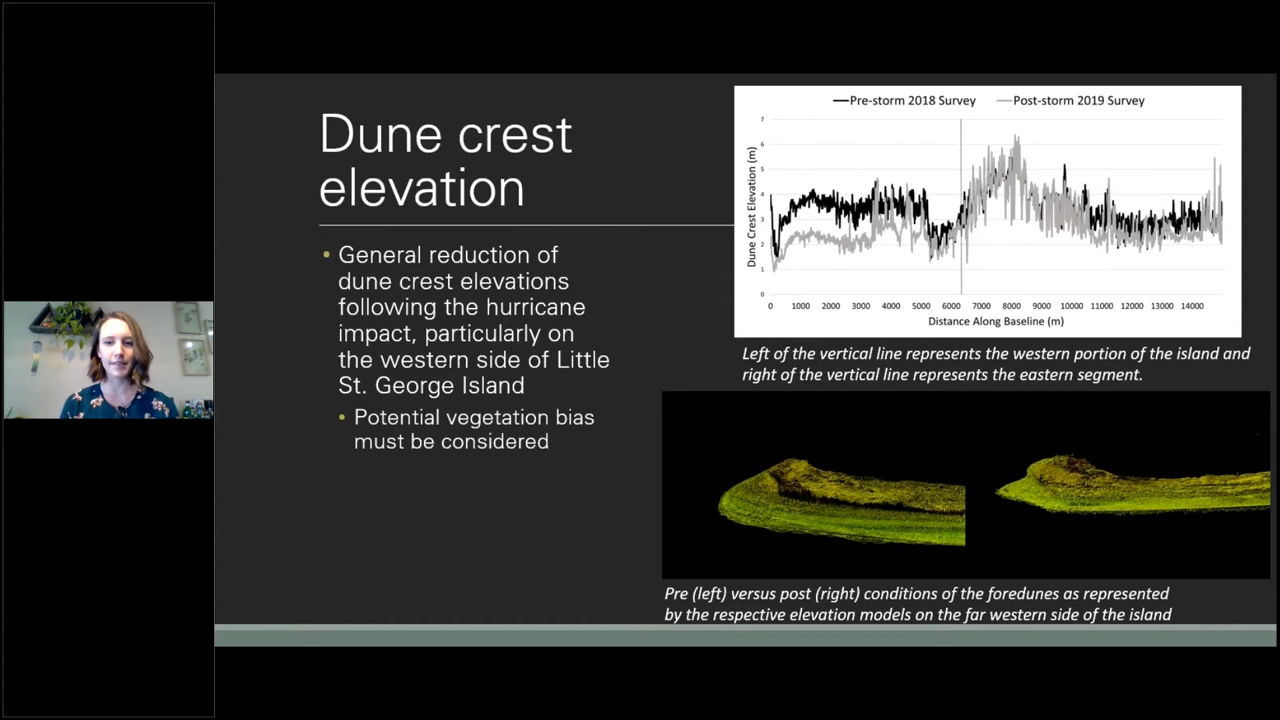 Dune crest
elevation
• General reduction of
dune crest elevations
following the hurricane
impact, particularly on
the western side of Little
St. George Island
• Potential vegetation bias
must be considered
Pre-storm 2018 Survey Post-storm 2019 Survey
Dune Crest Elevation (m)
7
6
5
4
3
2
1
0
0 1000 2000 3000 4000 5000 6000 7000 8000 9000 10000 11000 12000 13000 14000
Distance Along Baseline (m)
Left of the vertical line represents the western portion of the island and
right of the vertical line represents the eastern segment.
Pre (left) versus post (right) conditions of the foredunes as represented
by the respective elevation models on the far western side of the island